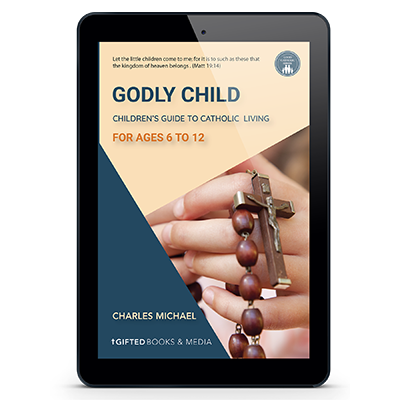 Let the little children come to me; for it is to such as these that
the kingdom of heaven belongs. (Matt 19:14)
GODLY CHILD
CHILDREN'S GUIDE TO CATHOLIC LIVING
FOR AGES 6 TO 12
CHARLES MICHAEL
GIFTED BOOKS & MEDIA